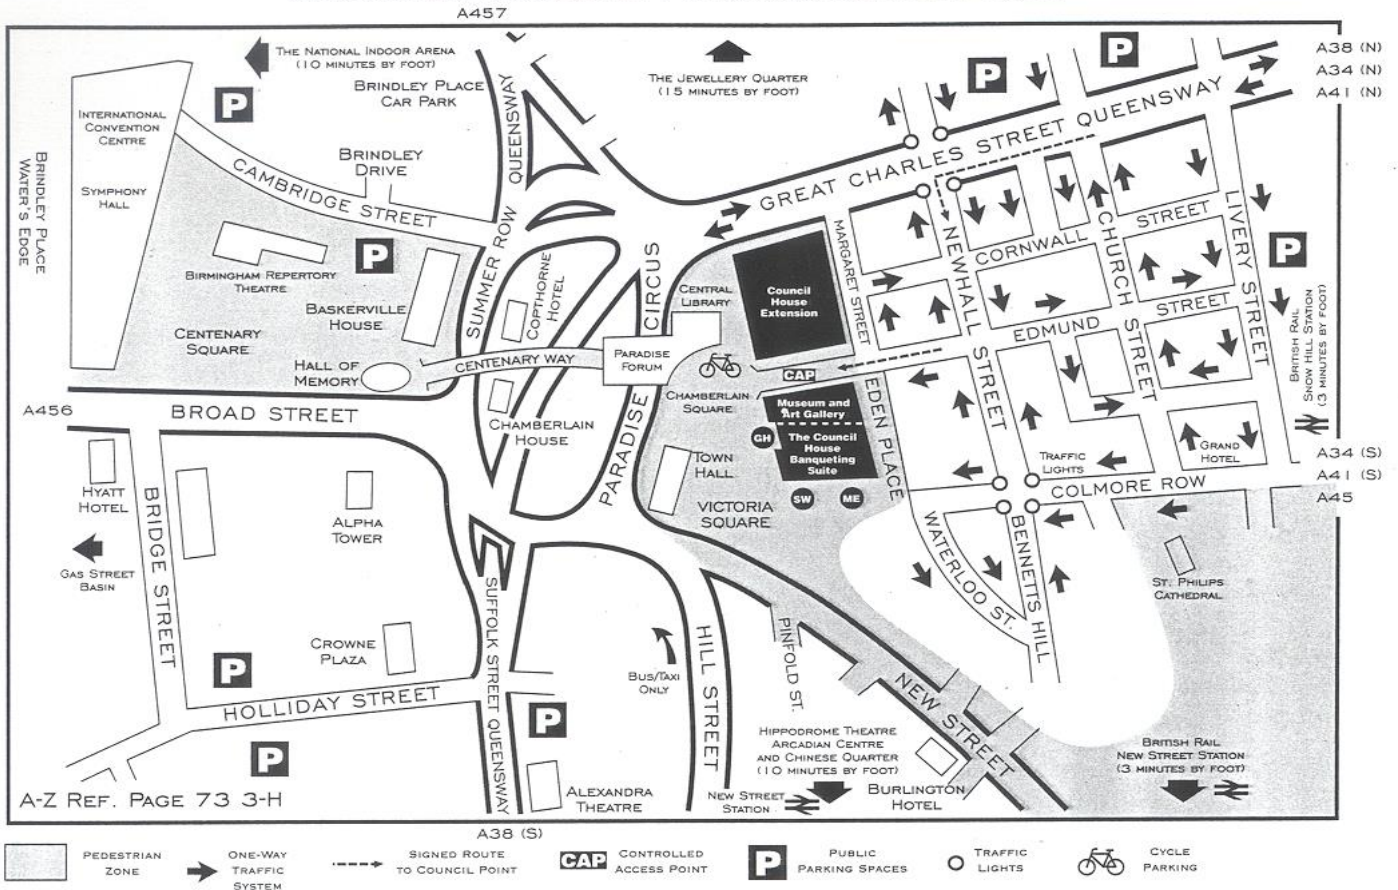 A457
THE NATIONAL INDOOR ARENA
(10 MINUTES BY FOOT)
P
BRINDLEY PLACE
CAR PARK
THE JEWELLERY QUARTER
(15 MINUTES BY FOOT)
P
P
A38 (N)
A34 (N)
A41 (N)
INTERNATIONAL
CONVENTION
CENTRE
SYMPHONY
HALL
BRINDLEY PLACE
WATER'S EDGE
BRINDLEY
DRIVE
CAMBRIDGE STREET
QUEENSWAY
SUMMER ROW
GREAT CHARLES STREET QUEENSWAY
BIRMINGHAM REPERTORY
THEATRE
P
BASKERVILLE
HOUSE
CENTENARY
SQUARE
HALL OF
MEMORY
COPTHORNE
HOTEL
CENTENARY WAY
PARADISE CIRCUS
PARADISE
FORUM
CENTRAL
LIBRARY
Council
House
Extension
MARGARET STREET
NEWHALL STREET
CORNWALL STREET
CHURCH STREET
LIVERY STREET
EDMUND STREET
P
BRITISH RAIL
SNOW HILL STATION
(3 MINUTES BY FOOT)
CAP
CHAMBERLAIN
SQUARE
Museum and
Art Gallery
The Council
House
Banqueting
Suite
GH
SW
ME
EDEN PLACE
A456
BROAD STREET
CHAMBERLAIN
HOUSE
TOWN
HALL
VICTORIA
SQUARE
TRAFFIC
LIGHTS
GRAND
HOTEL
COLMORE ROW
A34 (S)
A41 (S)
A45
HYATT
HOTEL
BRIDGE STREET
ALPHA
TOWER
GAS STREET
BASIN
WATERLOO ST.
BENNETTS HILL
ST. PHILIPS
CATHEDRAL
CROWNE
PLAZA
P
HOLLIDAY STREET
SUFFOLK STREET QUEENSWAY
BUS/TAXI
ONLY
HILL STREET
PINFOLD ST.
NEW STREET
P
P
A-Z REF. PAGE 73 3-H
ALEXANDRA
THEATRE
HIPPODROME THEATRE
ARCADIAN CENTRE
AND CHINESE QUARTER
(10 MINUTES BY FOOT)
NEW STREET
STATION
BURLINGTON
HOTEL
BRITISH RAIL
NEW STREET STATION
(3 MINUTES BY FOOT)
A38 (S)
PEDESTRIAN
ZONE
ONE-WAY
TRAFFIC
SYSTEM
SIGNED ROUTE
TO COUNCIL POINT
CAP
CONTROLLED
ACCESS POINT
P
PUBLIC
PARKING SPACES
TRAFFIC
LIGHTS
CYCLE
PARKING